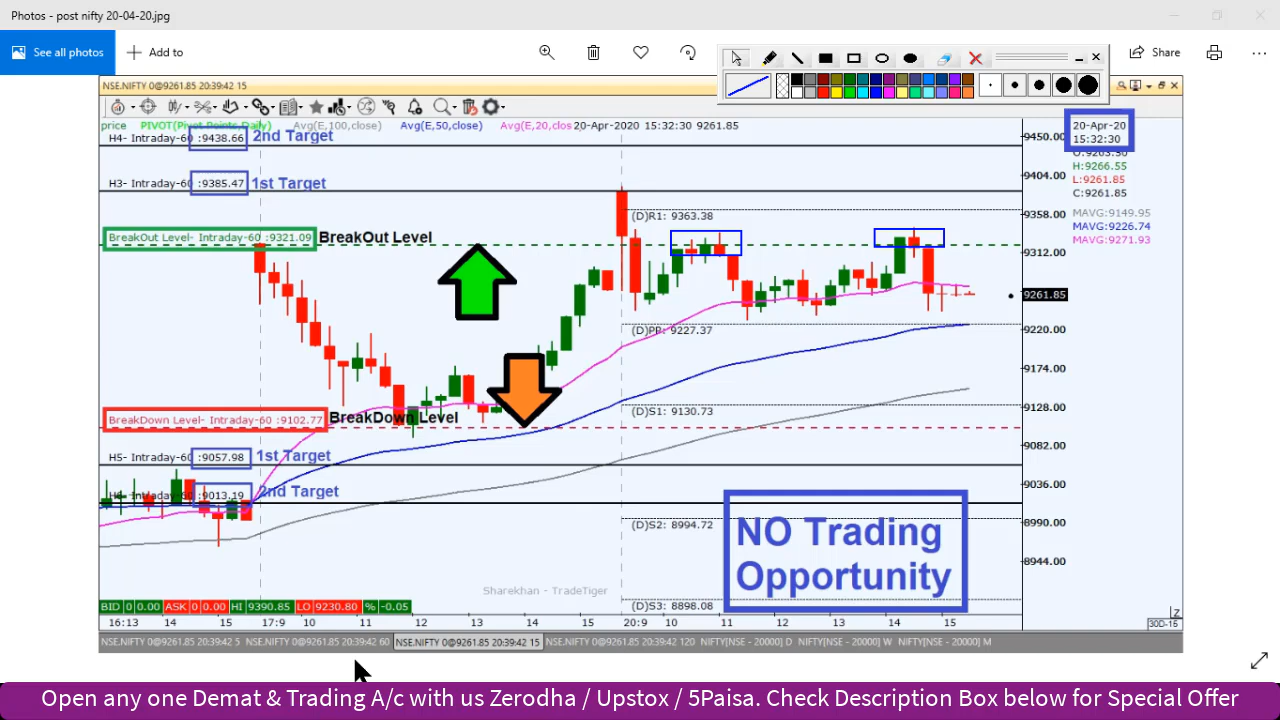 Photos - post nifty 20-04-20.jpg
See all photos
Add to
Share
NSE.NIFTY 0@9261.85 20:39:42 15
price PIVOT(Pivot Points,Daily) Avg(E,100,close) Avg(E,50,close) Avg(E,20,clos 20-Apr-2020 15:32:30 9261.85
H4- Intraday-60 :9438.66 2nd Target
H3- Intraday-60 :9385.47 1st Target
BreakOut Level- Intraday-60 :9321.09 BreakOut Level
BreakDown Level- Intraday-60 :9102.77 BreakDown Level
H5- Intraday-60 :9057.98 1st Target
:9013.19 2nd Target
(D)R1: 9363.38
(D)PP: 9227.37
(D)S1: 9130.73
(D)S2: 8994.72
(D)S3: 8898.08
NO Trading
Opportunity
Sharekhan - TradeTiger
9450.00
9404.00
9358.00
9312.00
9261.85
9220.00
9174.00
9128.00
9082.00
9036.00
8990.00
8944.00
20-Apr-20
15:32:30
H:9266.55
L:9261.85
C:9261.85
MAVG:9149.95
MAVG:9226.74
MAVG:9271.93
BID 0 0.00 ASK 0 0.00 HI 9390.85 LO 9230.80 % -0.05
16:13 14 15 17:9 10 11 12 13 14 15 20:9 10 11 12 13 14 15
Z
30D-15
NSE.NIFTY 0@9261.85 20:39:42 5 NSE.NIFTY 0@9261.85 20:39:42 60 NSE.NIFTY 0@9261.85 20:39:42 15 NSE.NIFTY 0@9261.85 20:39:42 120 NIFTY[NSE - 20000] D NIFTY[NSE - 20000] W NIFTY[NSE - 20000] M
Open any one Demat & Trading A/c with us Zerodha / Upstox / 5Paisa. Check Description Box below for Special Offer